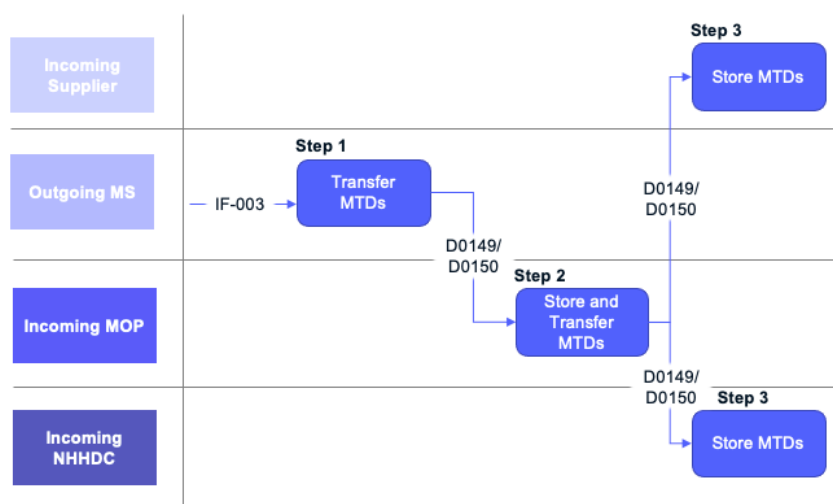 Step 3
Incoming
Supplier
Store MTDs
Step 1
Outgoing MS
IF-003
Transfer
MTDs
D0149/
D0150
D0149/
D0150
Step 2
Incoming MOP
Store and
Transfer
MTDs
D0149/
D0150
Step 3
Incoming
NHHDC
Store MTDs